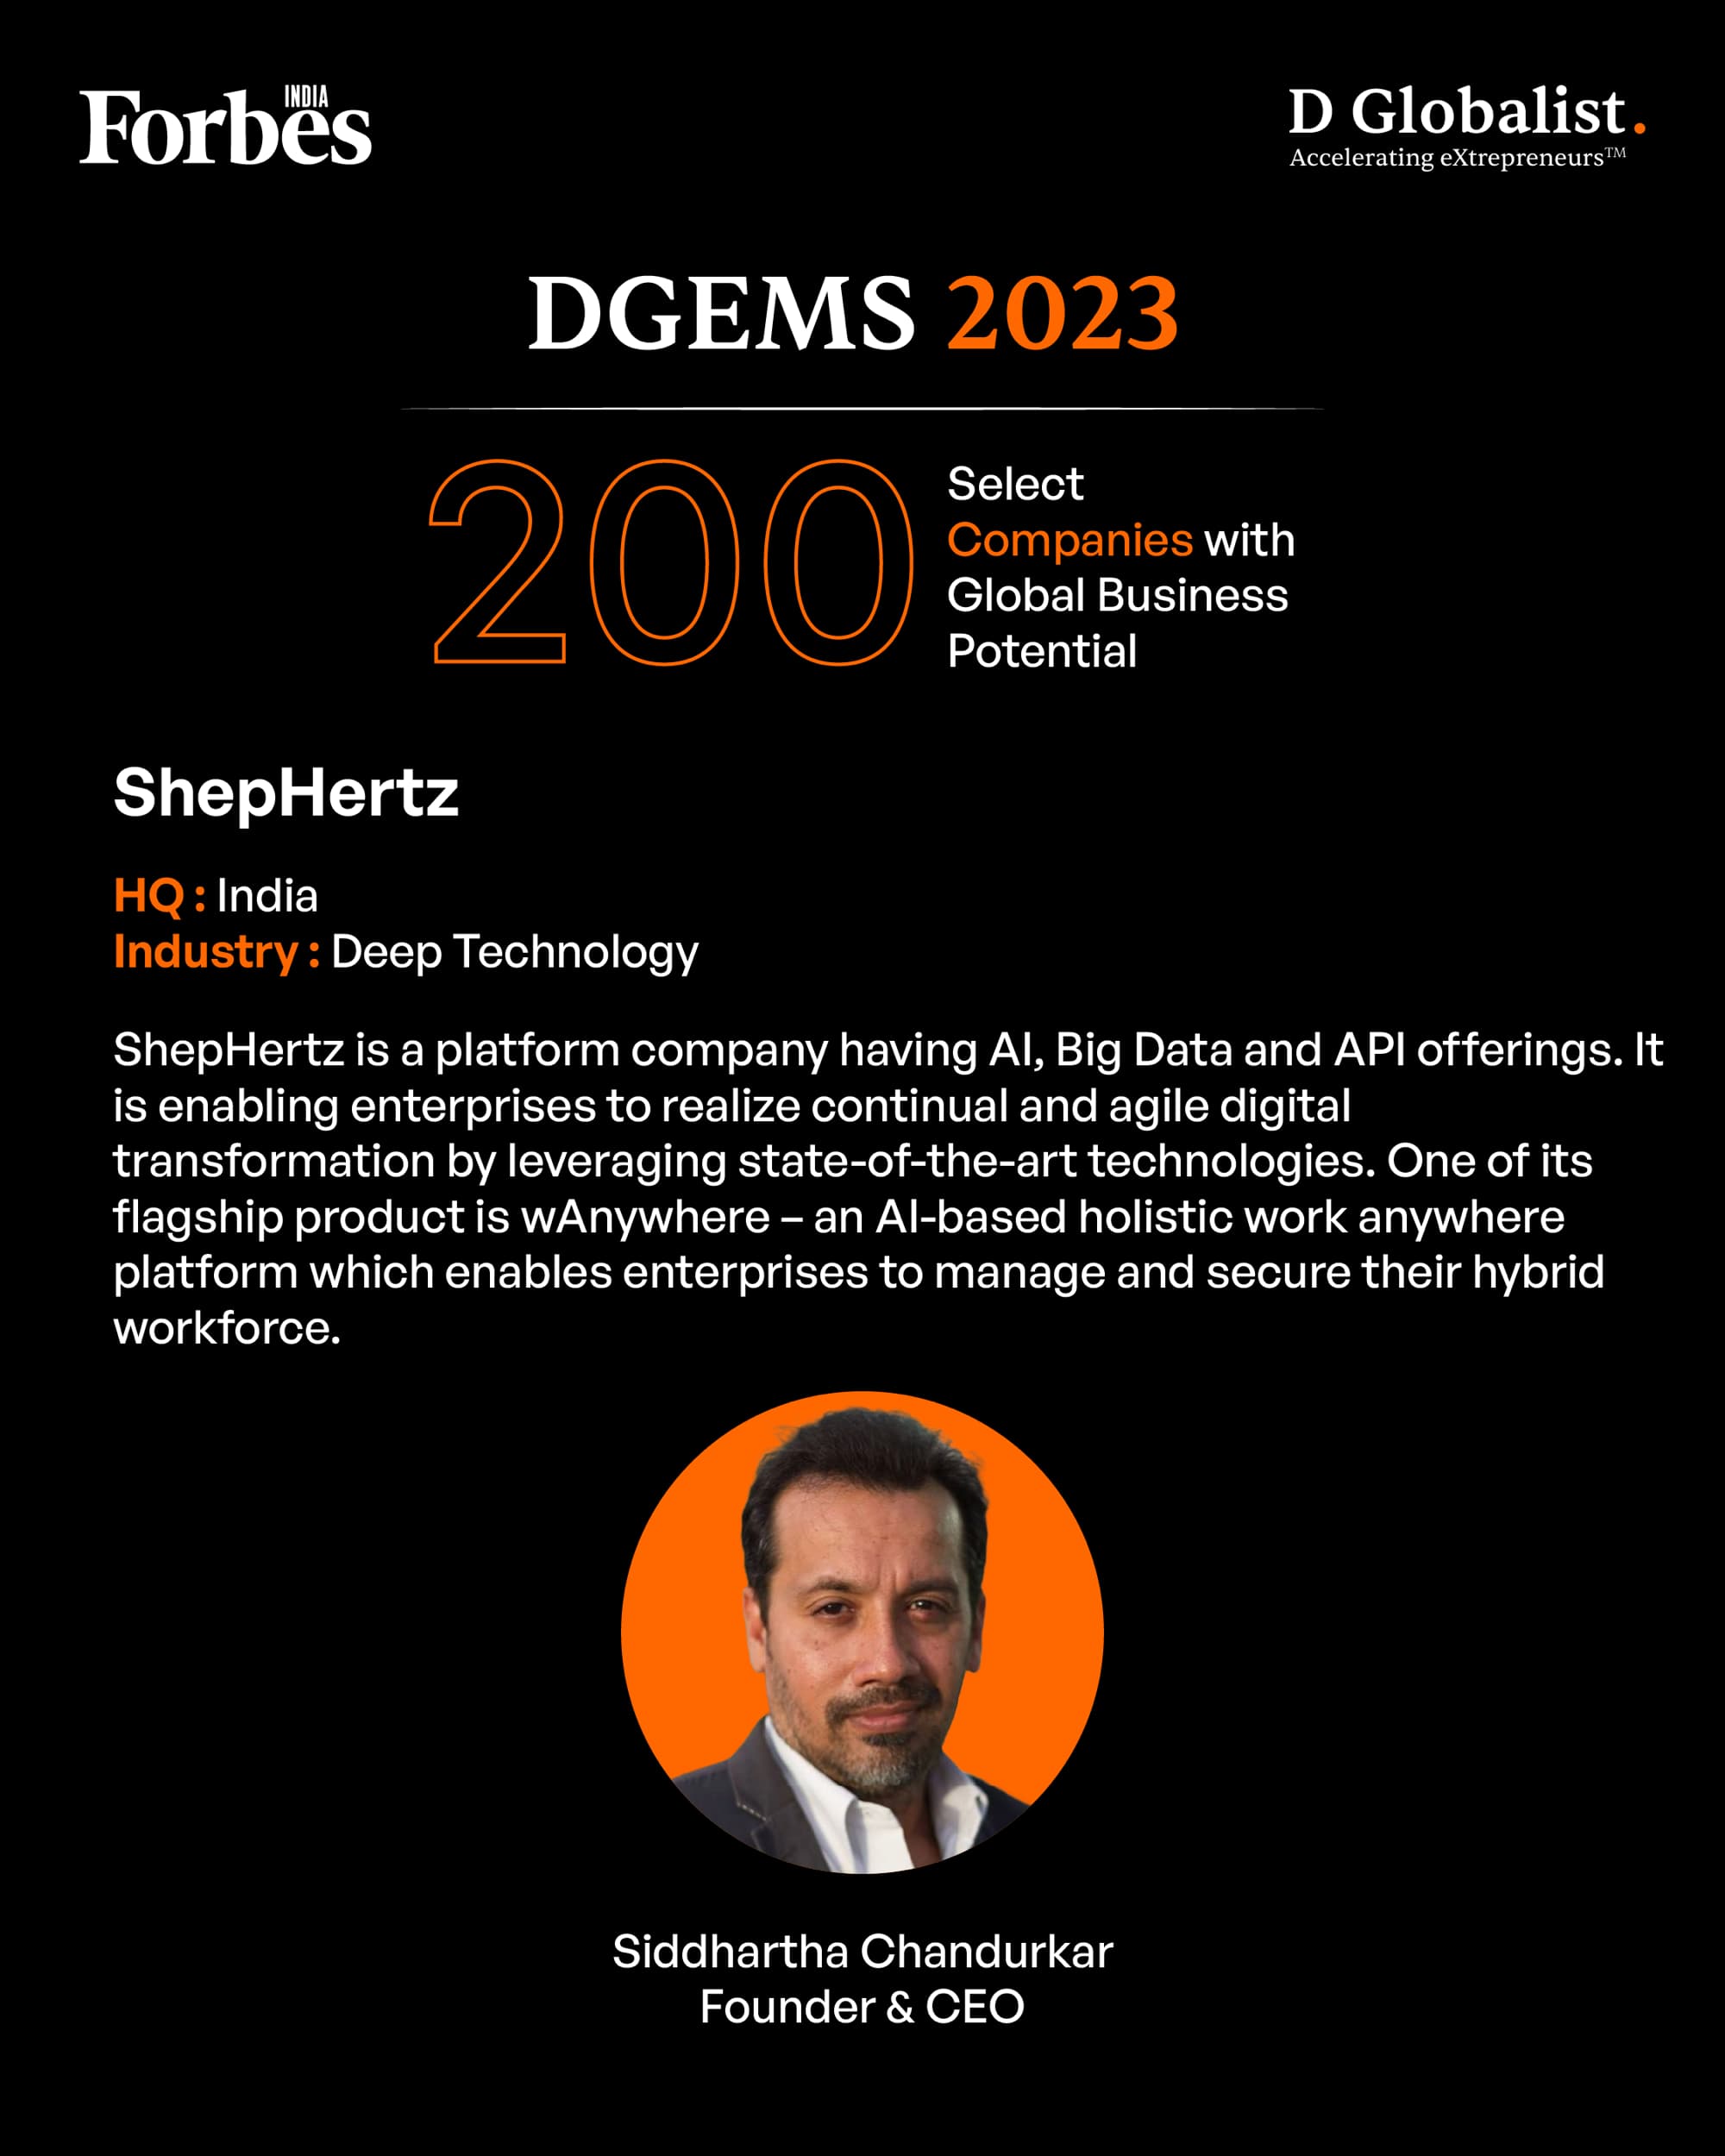 Forbes INDIA
D Globalist.
Accelerating eXtrepreneurs™
DGEMS 2023
200
Select
Companies with
Global Business
Potential
ShepHertz
HQ : India
Industry : Deep Technology
ShepHertz is a platform company having AI, Big Data and API offerings. It
is enabling enterprises to realize continual and agile digital
transformation by leveraging state-of-the-art technologies. One of its
flagship product is wAnywhere – an AI-based holistic work anywhere
platform which enables enterprises to manage and secure their hybrid
workforce.
Siddhartha Chandurkar
Founder & CEO